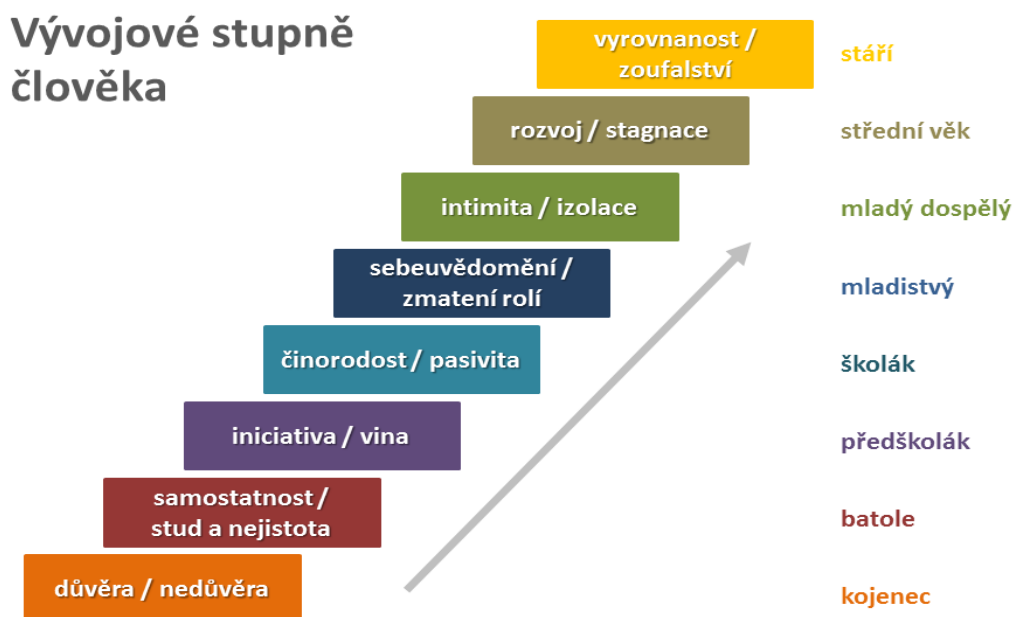 Vývojové stupně
člověka
vyrovnanost /
zoufalství
stáří
rozvoj / stagnace
střední věk
intimita / izolace
mladý dospělý
sebeuvědomění /
zmatení rolí
mladistvý
činorodost / pasivita
školák
iniciativa / vina
předškolák
samostatnost /
stud a nejistota
batole
důvěra / nedůvěra
kojenec